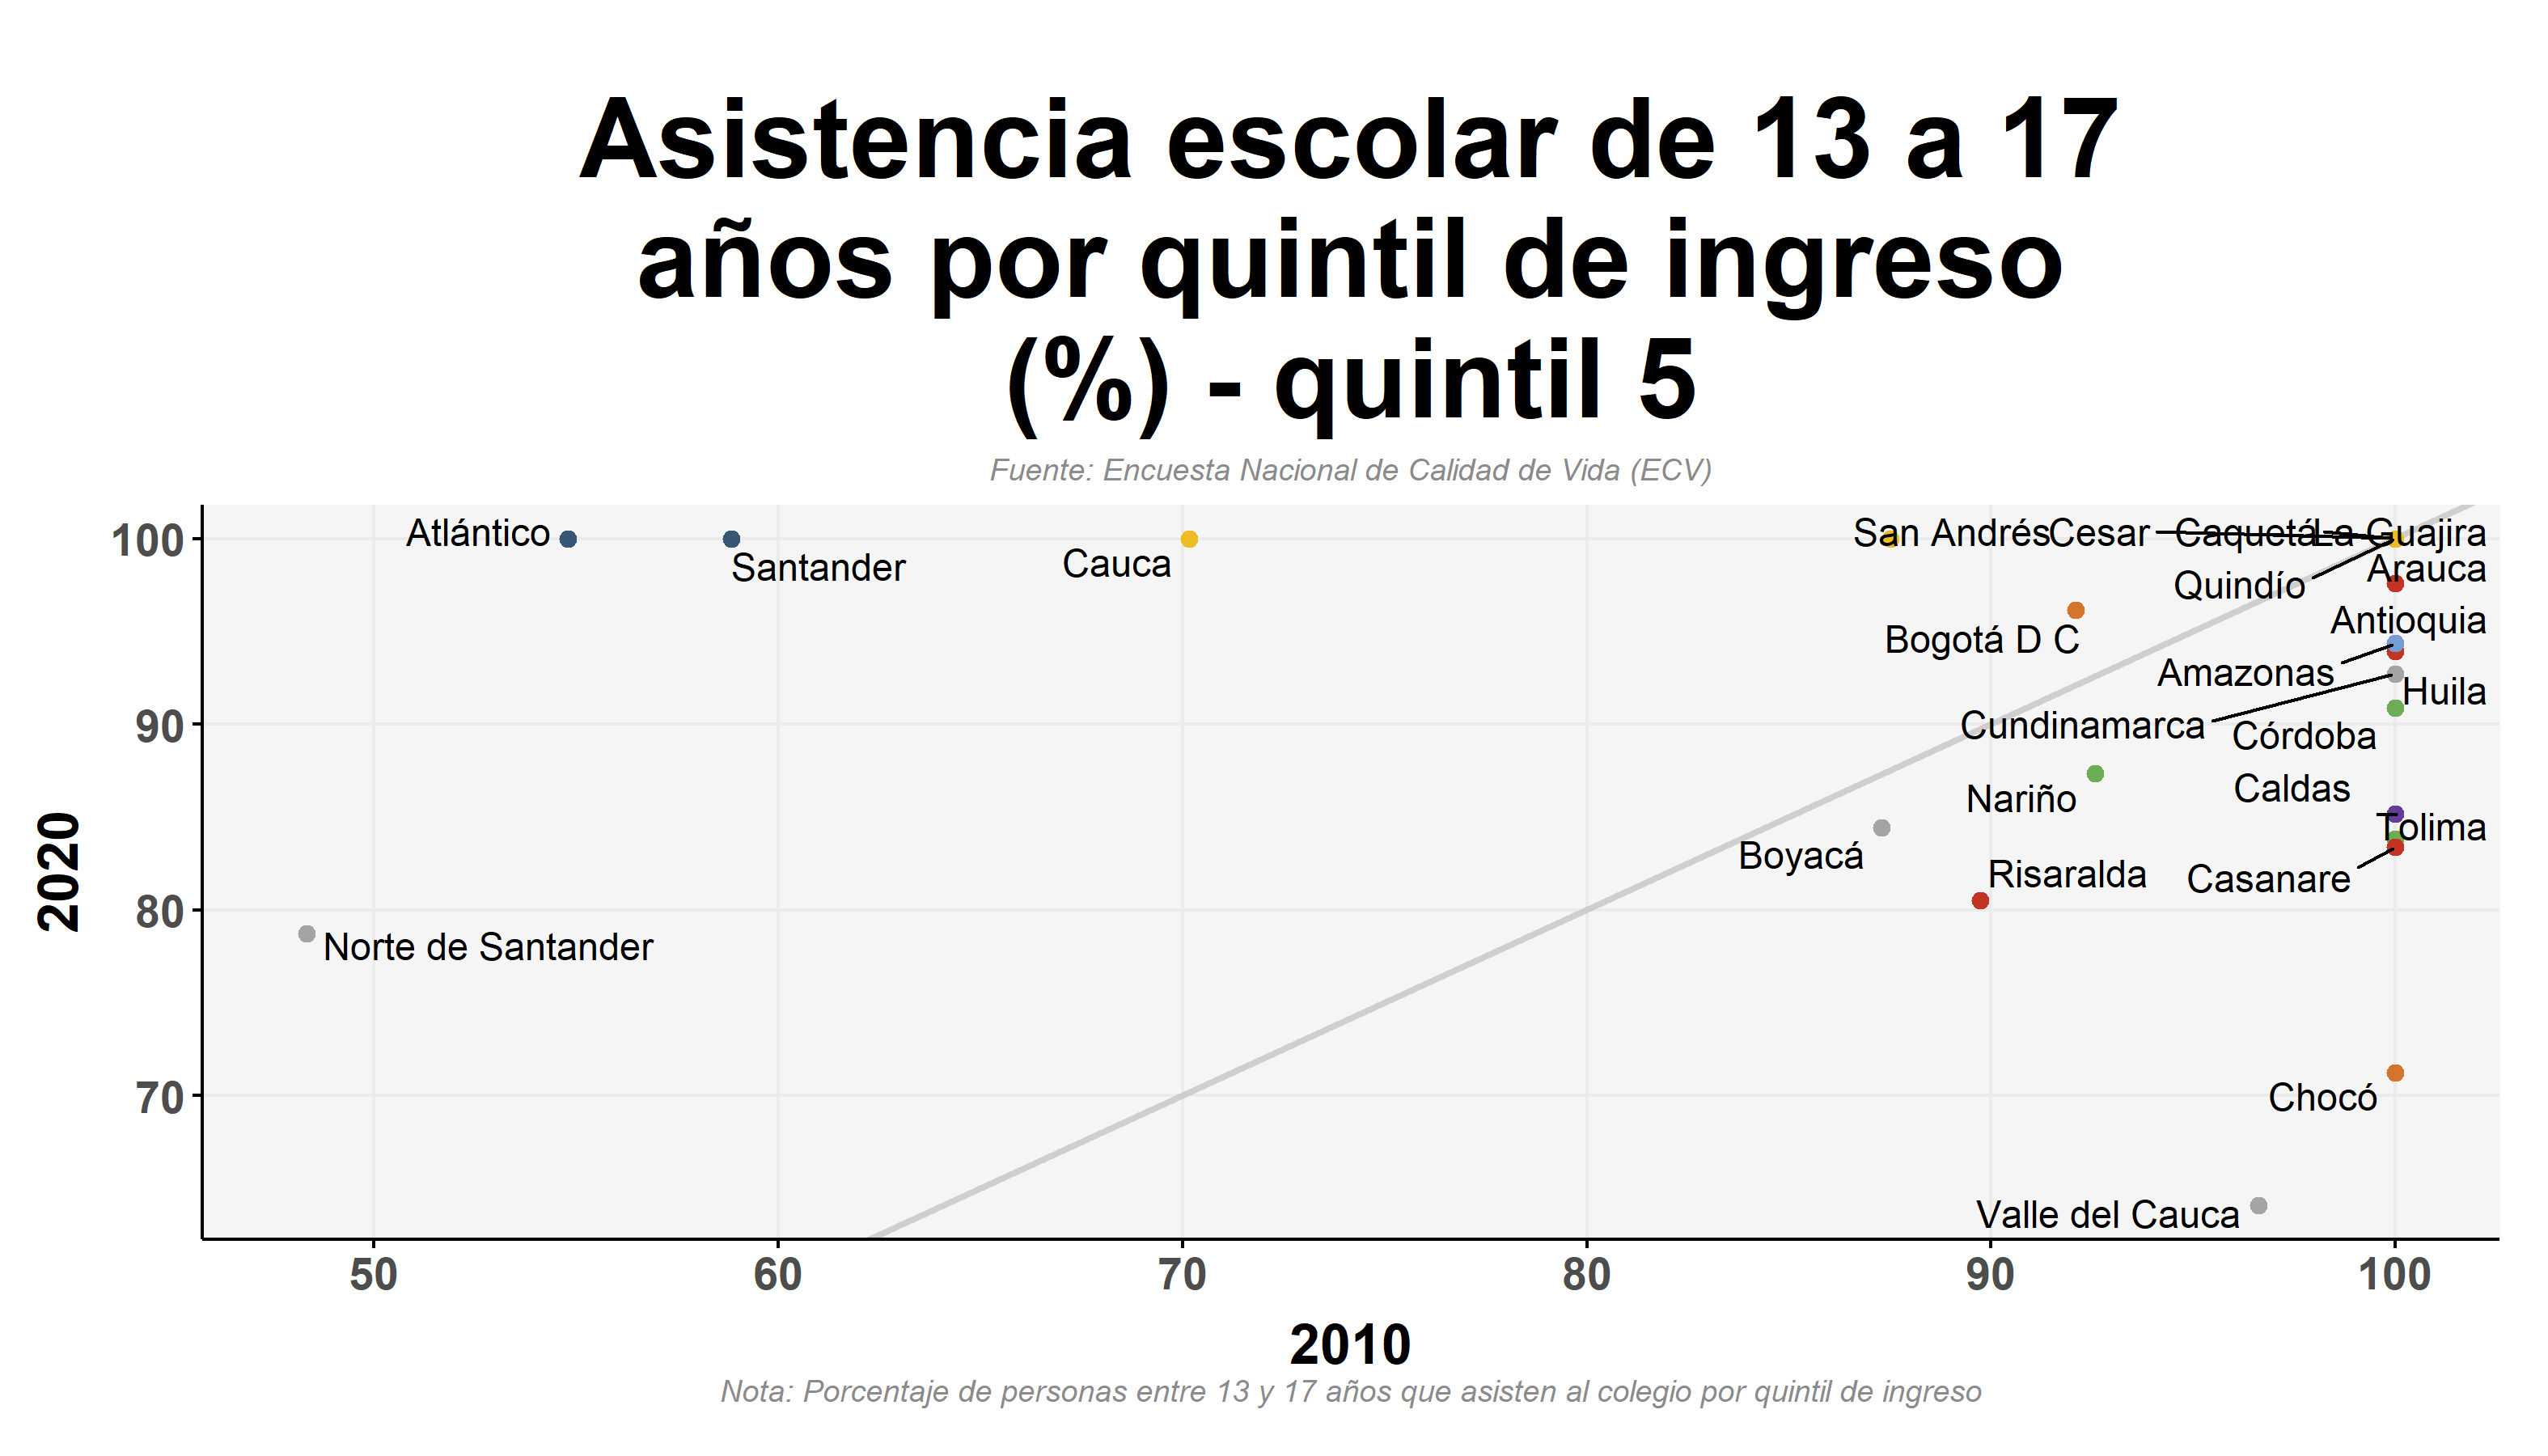 Asistencia escolar de 13 a 17
años por quintil de ingreso
(%) - quintil 5
Fuente: Encuesta Nacional de Calidad de Vida (ECV)
100
90
80
70
2020
Atlántico
Santander
Cauca
San Andrés
Cesar
Caquetá
La Guajira
Quindío
Arauca
Bogotá D C
Antioquia
Amazonas
Huila
Cundinamarca
Córdoba
Nariño
Caldas
Tolima
Boyacá
Risaralda
Casanare
Norte de Santander
Chocó
Valle del Cauca
50
60
70
80
90
100
2010
Nota: Porcentaje de personas entre 13 y 17 años que asisten al colegio por quintil de ingreso